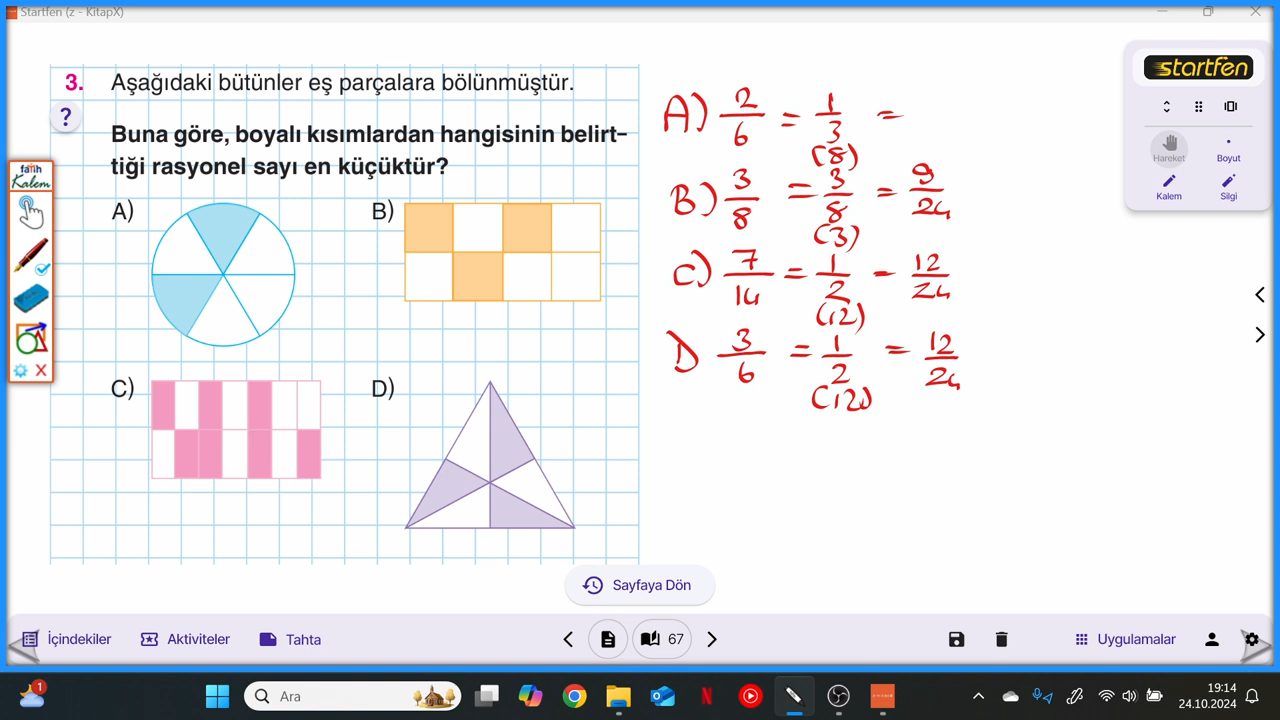 Startfen (z - KitapX)
3. Aşağıdaki bütünler eş parçalara bölünmüştür.
?
Buna göre, boyalı kısımlardan hangisinin belirt-
tiği rasyonel sayı en küçüktür?
A)
B)
C)
D)
A) 2/6 = 1/3 =
(8)
B) 3/8 = 3/8 = 9/24
(3)
C) 7/14 = 1/2 = 12/24
(12)
D 3/6 = 1/2 = 12/24
(12)
fatih
Kalem
startfen
Hareket
Boyut
Kalem
Silgi
Sayfaya Dön
İçindekiler
Aktiviteler
Tahta
67
Uygulamalar
1
Ara
19:14
24.10.2024